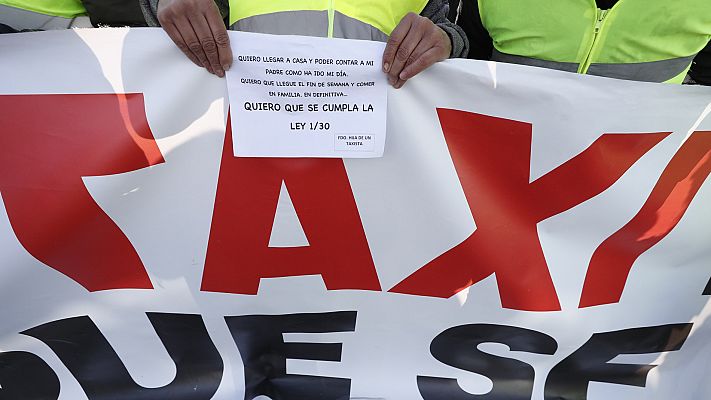 QUIERO LLEGAR A CASA Y PODER CONTAR A MI
PADRE COMO HA IDO MI DÍA.
QUIERO QUE LLEGUE EL FIN DE SEMANA Y COMER
EN FAMILIA. EN DEFINITIVA...
QUIERO QUE SE CUMPLA LA
LEY 1/30
FDO. HIJA DE UN
TAXISTA
TAXI
QUE SE